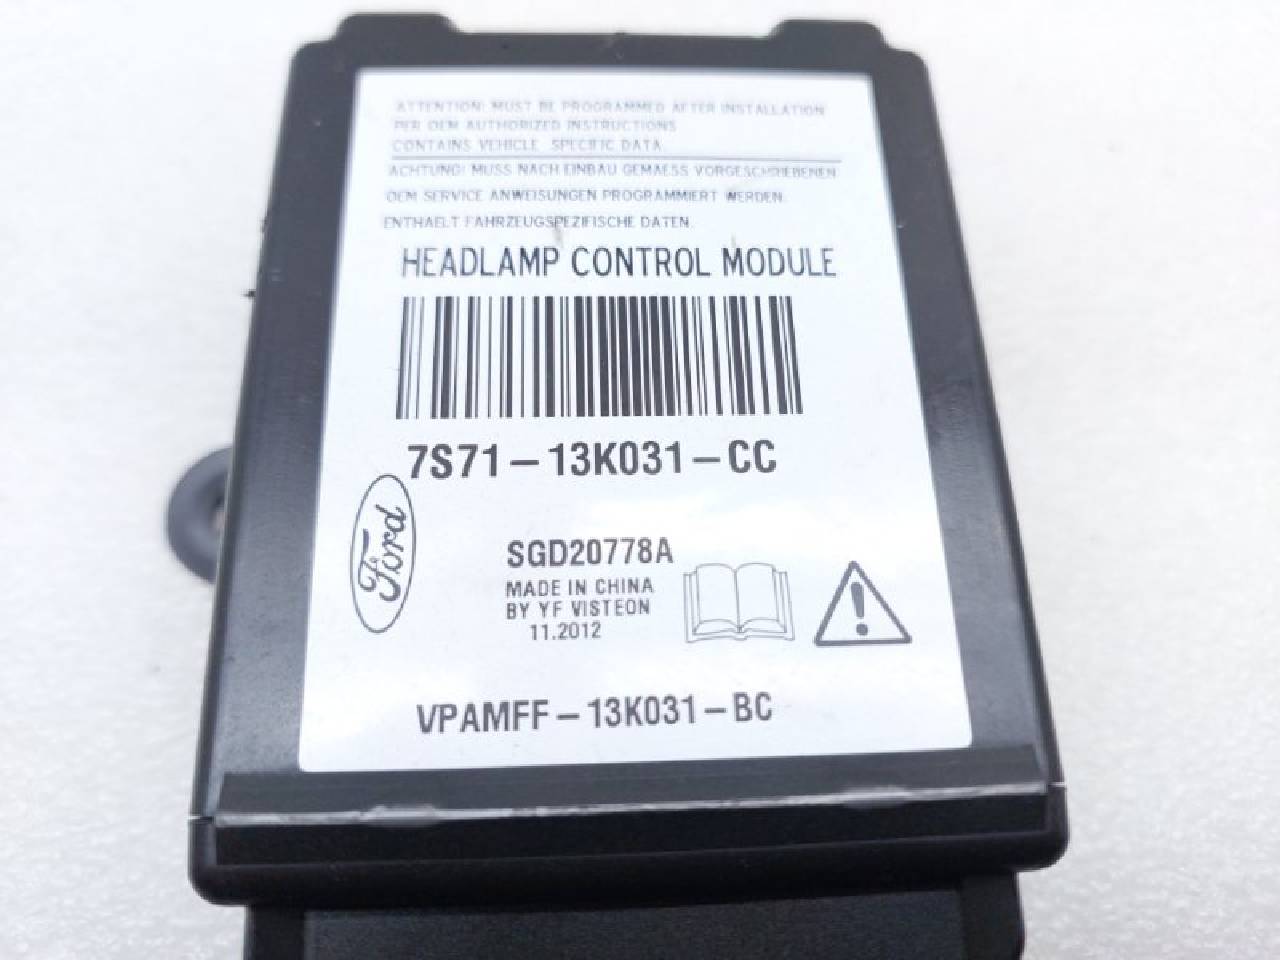 ATTENTION: MUST BE PROGRAMMED AFTER INSTALLATION
PER OEM AUTHORIZED INSTRUCTIONS
CONTAINS VEHICLE SPECIFIC DATA
ACHTUNG! MUSS NACH EINBAU GEMAESS VORGESCHRIEBENEN
OEM SERVICE ANWEISUNGEN PROGRAMMIERT WERDEN.
ENTHAELT FAHRZEUGSPEZIFISCHE DATEN.
HEADLAMP CONTROL MODULE
7S71-13K031-CC
Ford
SGD20778A
MADE IN CHINA
BY YF VISTEON
11.2012
VPAMFF-13K031-BC